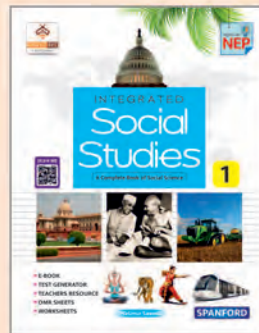 NEP
INTEGRATED
Social
Studies
A Complete Book of Social Science
1
• E-BOOK
• TEST GENERATOR
• TEACHERS RESOURCE
• OMR SHEETS
• WORKSHEETS
SPANFORD